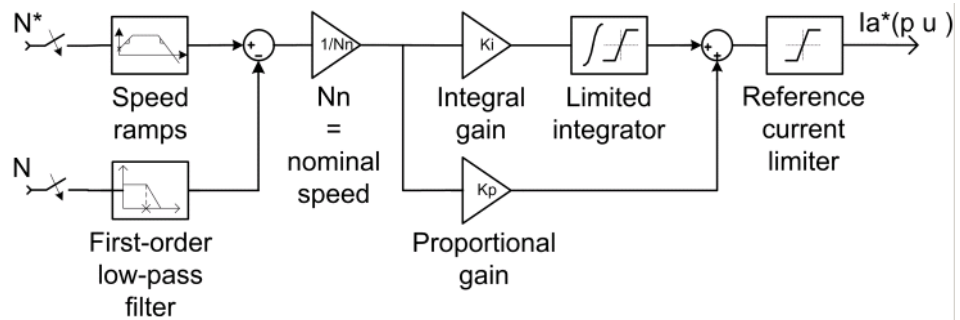 N*
Ia*(p u )
+
-
1/Nn
Ki
+
+
Speed
ramps
Nn
=
nominal
speed
Integral
gain
Limited
integrator
Reference
current
limiter
N
Kp
First-order
low-pass
filter
Proportional
gain